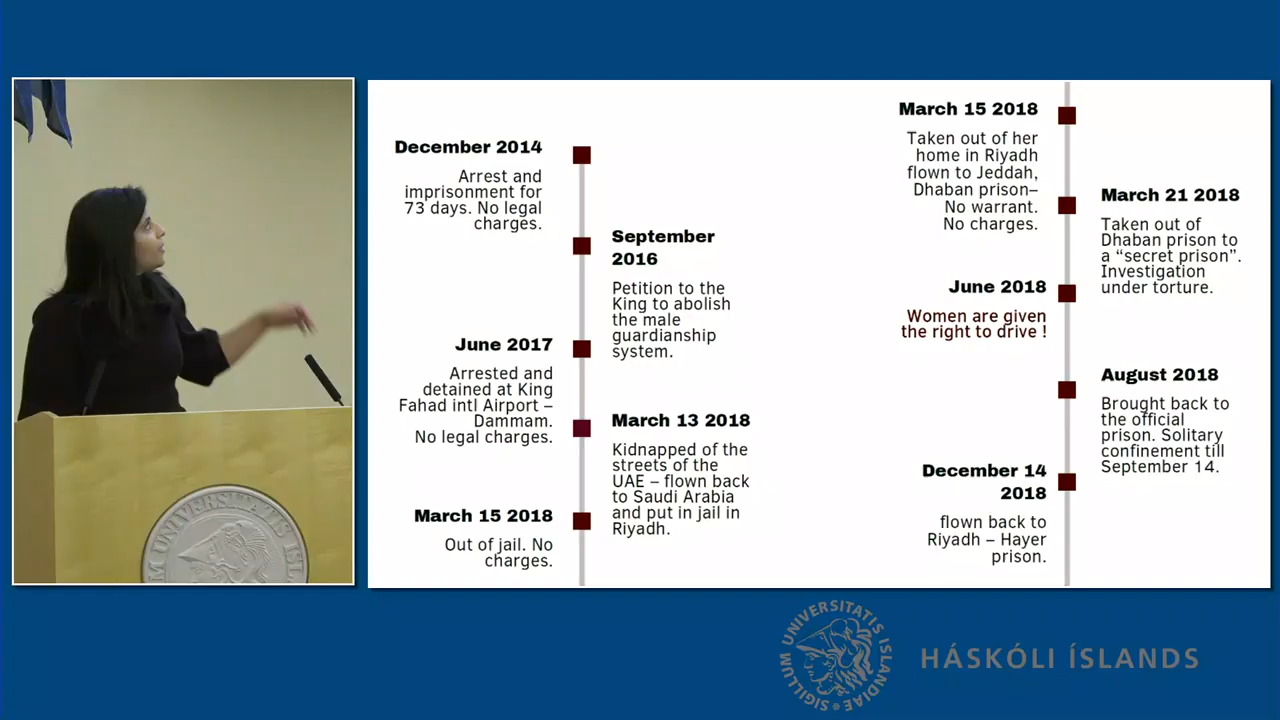 December 2014
Arrest and
imprisonment for
73 days. No legal
charges.
September
2016
Petition to the
King to abolish
the male
guardianship
system.
June 2017
Arrested and
detained at King
Fahad intl Airport –
Dammam.
No legal charges.
March 13 2018
Kidnapped of the
streets of the
UAE – flown back
to Saudi Arabia
and put in jail in
Riyadh.
March 15 2018
Out of jail. No
charges.
March 15 2018
Taken out of her
home in Riyadh
flown to Jeddah,
Dhaban prison–
No warrant.
No charges.
March 21 2018
Taken out of
Dhaban prison to
a “secret prison”.
Investigation
under torture.
June 2018
Women are given
the right to drive !
August 2018
Brought back to
the official
prison. Solitary
confinement till
September 14.
December 14
2018
flown back to
Riyadh – Hayer
prison.
SIGILLUM UNIVERSITATIS ISLANDIAE
HÁSKÓLI ÍSLANDS